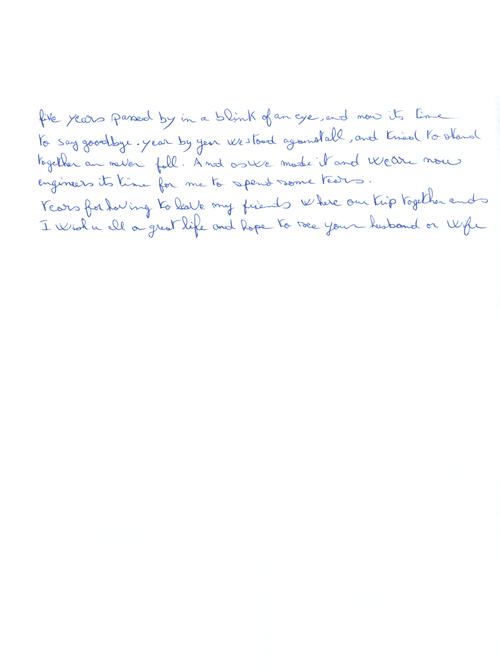 five years passed by in a blink of an eye, and now its time
to say goodbye. year by year we stood against all, and tried to stand
together an never fall. And as we made it and we are now
engineers its time for me to spend some tears.
Tears for having to leave my friends where our trip together ends
I wish u all a great life and hope to see your husband or wife